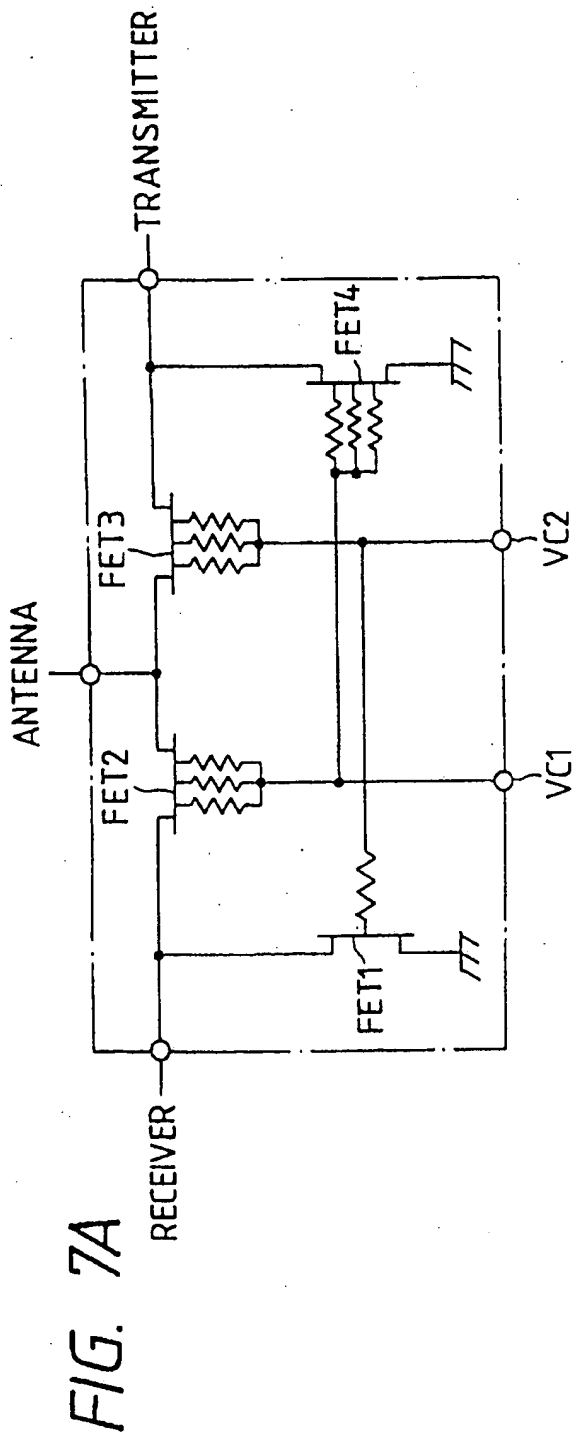 FIG. 7A
ANTENNA
RECEIVER
TRANSMITTER
FET2
FET3
FET1
FET4
VC1
VC2